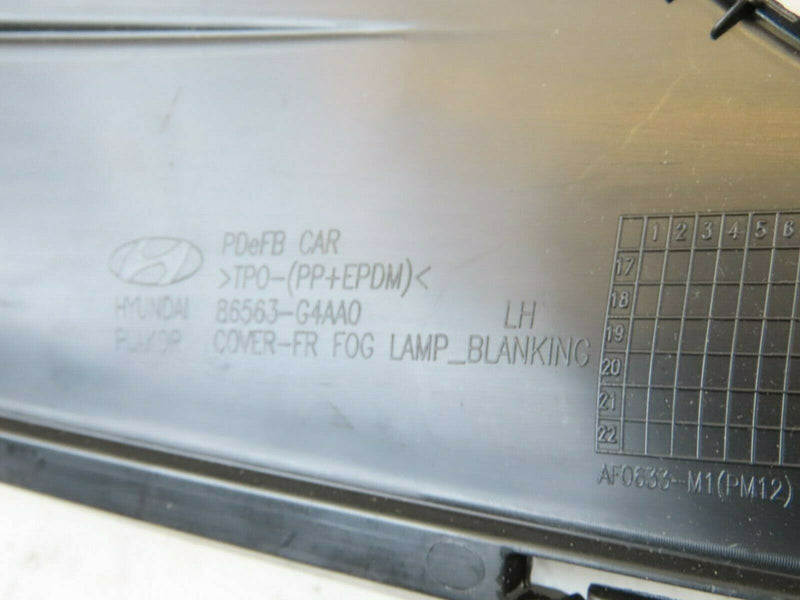 PDeFB CAR
>TPO-(PP+EPDM)<
HYUNDAI 86563-G4AA0 LH
PLAKOR COVER-FR FOG LAMP_BLANKING
1 2 3 4 5 6
17
18
19
20
21
22
AF0633-M1(PM12)